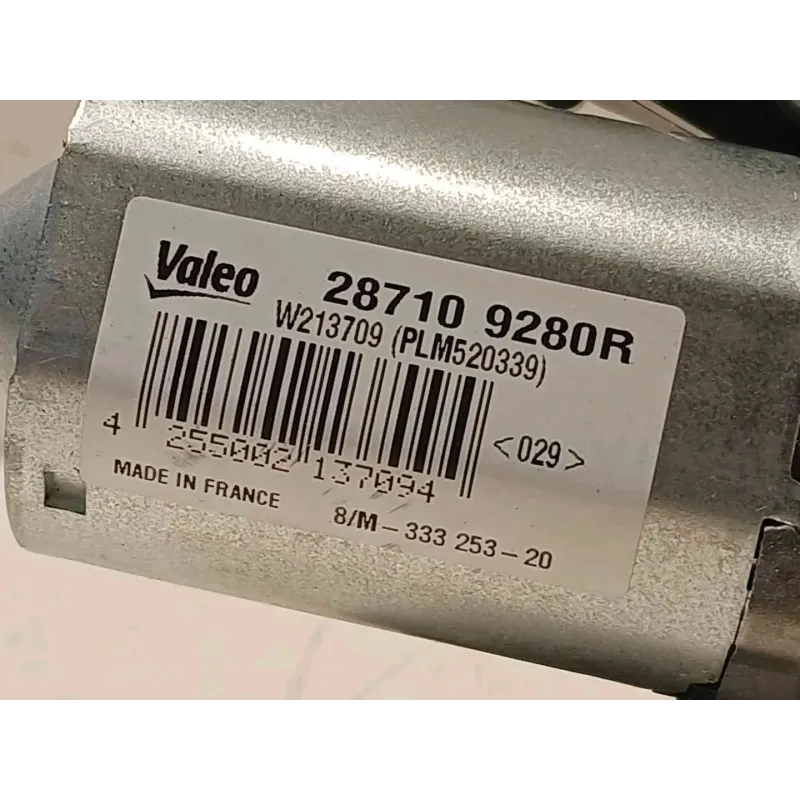 Valeo 28710 9280R
W213709 (PLM520339)
4 255002 137094 <029>
MADE IN FRANCE 8/M-333 253-20